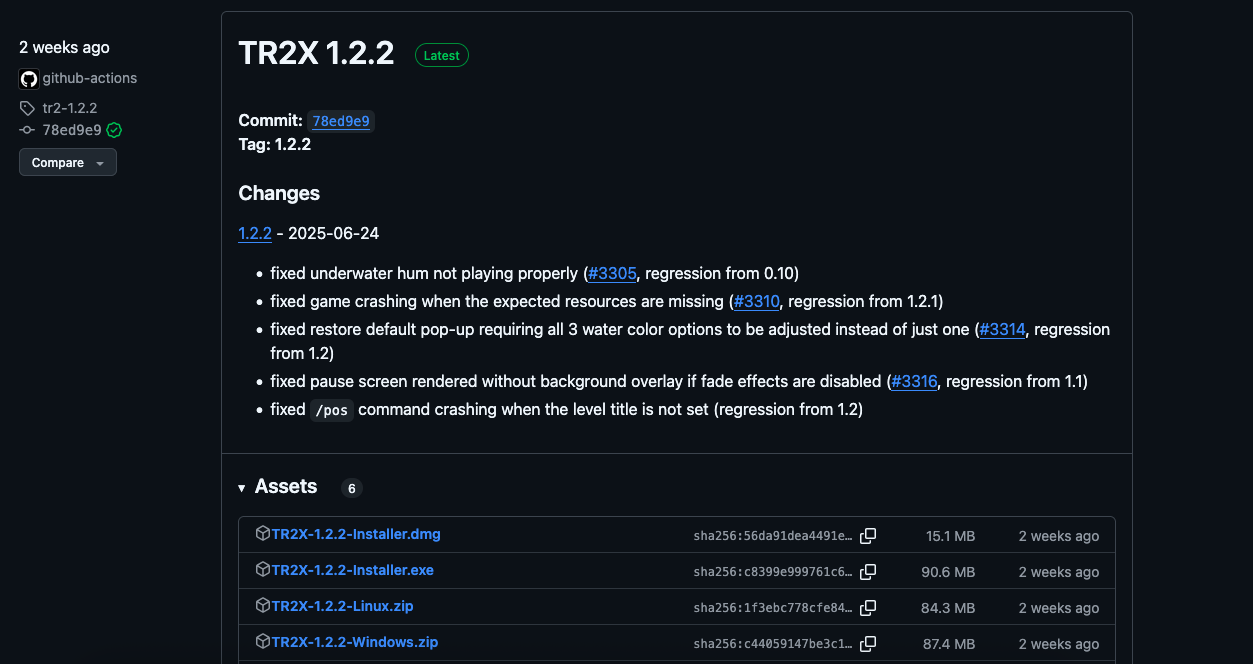 2 weeks ago
github-actions
tr2-1.2.2
78ed9e9
Compare
TR2X 1.2.2
Latest
Commit: 78ed9e9
Tag: 1.2.2
Changes
1.2.2 - 2025-06-24
• fixed underwater hum not playing properly (#3305, regression from 0.10)
• fixed game crashing when the expected resources are missing (#3310, regression from 1.2.1)
• fixed restore default pop-up requiring all 3 water color options to be adjusted instead of just one (#3314, regression
from 1.2)
• fixed pause screen rendered without background overlay if fade effects are disabled (#3316, regression from 1.1)
• fixed /pos command crashing when the level title is not set (regression from 1.2)
Assets 6
TR2X-1.2.2-Installer.dmg sha256:56da91dea4491e… 15.1 MB 2 weeks ago
TR2X-1.2.2-Installer.exe sha256:c8399e999761c6… 90.6 MB 2 weeks ago
TR2X-1.2.2-Linux.zip sha256:1f3ebc778cfe84… 84.3 MB 2 weeks ago
TR2X-1.2.2-Windows.zip sha256:c44059147be3c1… 87.4 MB 2 weeks ago